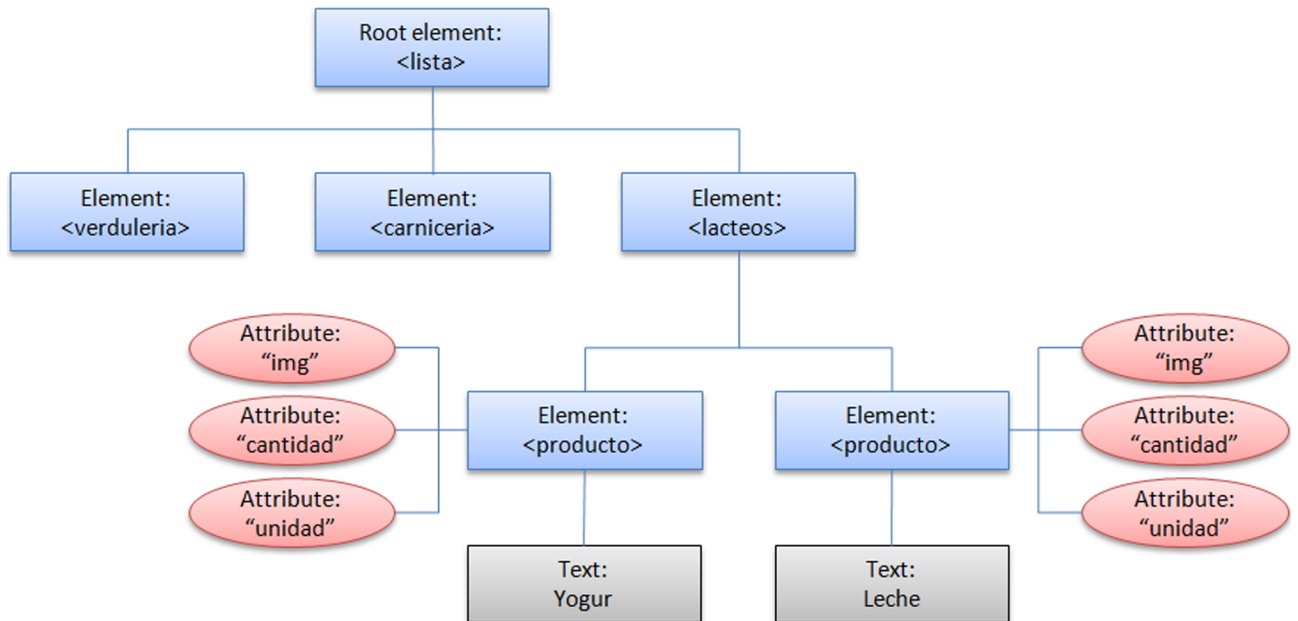 Root element:
<lista>
Element:
<verduleria>
Element:
<carniceria>
Element:
<lacteos>
Attribute:
“img”
Attribute:
“cantidad”
Attribute:
“unidad”
Element:
<producto>
Element:
<producto>
Attribute:
“img”
Attribute:
“cantidad”
Attribute:
“unidad”
Text:
Yogur
Text:
Leche